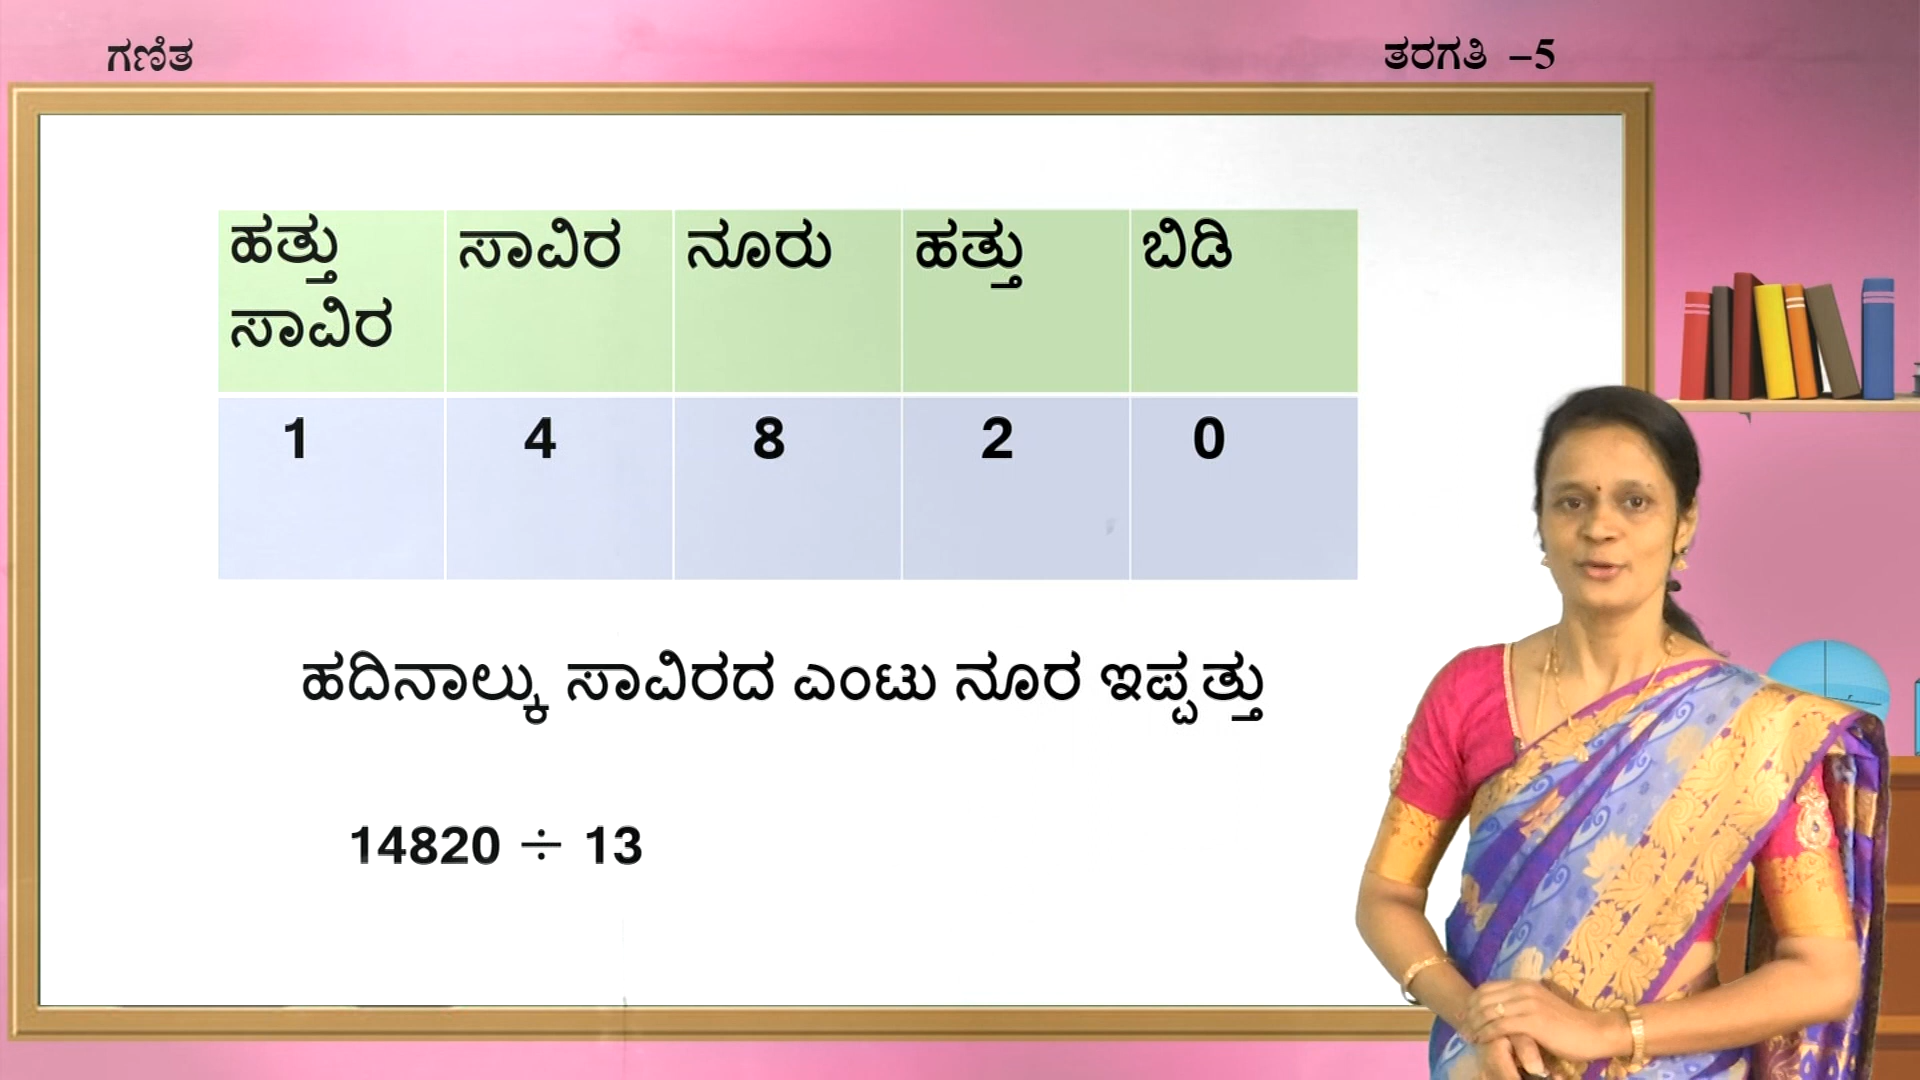 ಗಣಿತ
ತರಗತಿ –5
ಹತ್ತು ಸಾವಿರ ಸಾವಿರ ನೂರು ಹತ್ತು ಬಿಡಿ
1 4 8 2 0
ಹದಿನಾಲ್ಕು ಸಾವಿರದ ಎಂಟು ನೂರ ಇಪ್ಪತ್ತು
14820 ÷ 13